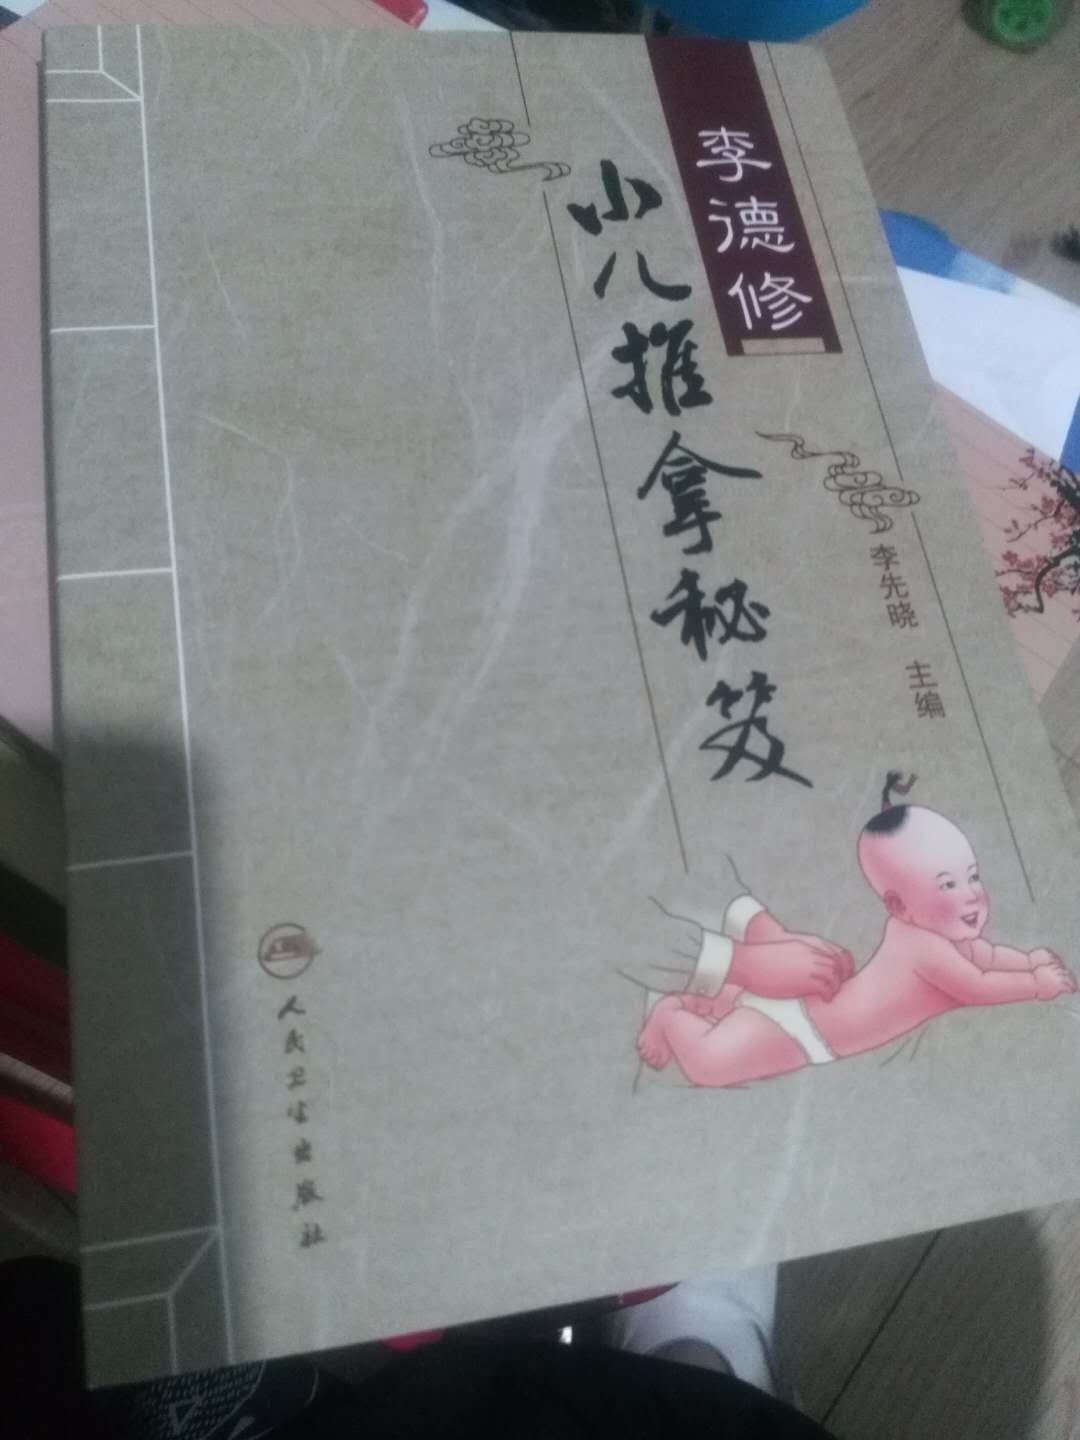 李德修
小儿推拿秘笈
李先晓 主编
人民卫生出版社